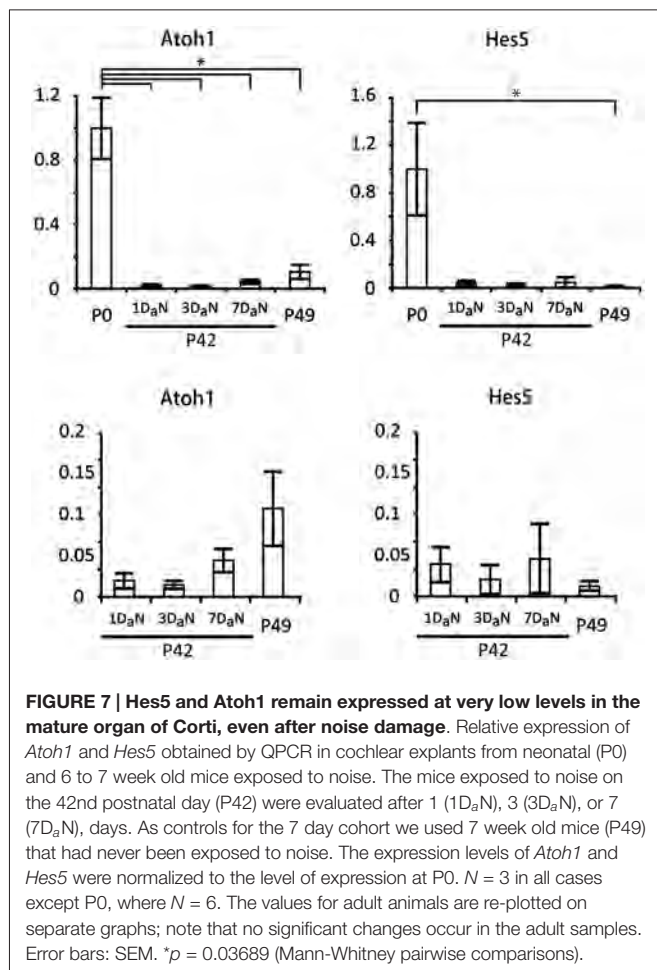 Atoh1
*
1.2
0.8
0.4
0
P0
1DaN
3DaN
7DaN
P49
P42
Hes5
*
1.6
1.2
0.8
0.4
0
P0
1DaN
3DaN
7DaN
P49
P42
Atoh1
0.2
0.15
0.1
0.05
0
1DaN
3DaN
7DaN
P49
P42
Hes5
0.2
0.15
0.1
0.05
0
1DaN
3DaN
7DaN
P49
P42
FIGURE 7 | Hes5 and Atoh1 remain expressed at very low levels in the
mature organ of Corti, even after noise damage. Relative expression of
Atoh1 and Hes5 obtained by QPCR in cochlear explants from neonatal (P0)
and 6 to 7 week old mice exposed to noise. The mice exposed to noise on
the 42nd postnatal day (P42) were evaluated after 1 (1DaN), 3 (3DaN), or 7
(7DaN), days. As controls for the 7 day cohort we used 7 week old mice (P49)
that had never been exposed to noise. The expression levels of Atoh1 and
Hes5 were normalized to the level of expression at P0. N = 3 in all cases
except P0, where N = 6. The values for adult animals are re-plotted on
separate graphs; note that no significant changes occur in the adult samples.
Error bars: SEM. *p = 0.03689 (Mann-Whitney pairwise comparisons).